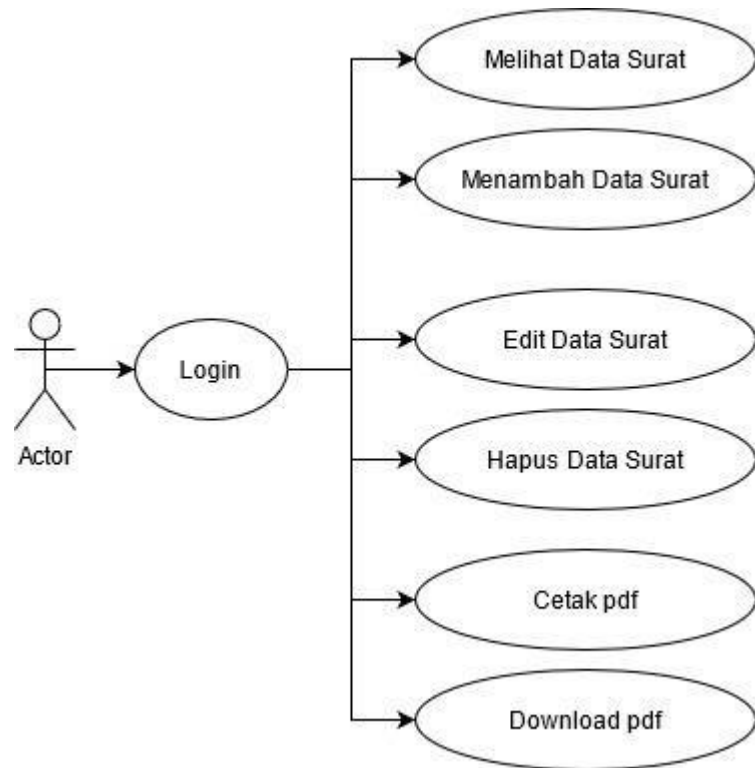 Melihat Data Surat
Menambah Data Surat
Edit Data Surat
Login
Actor
Hapus Data Surat
Cetak pdf
Download pdf